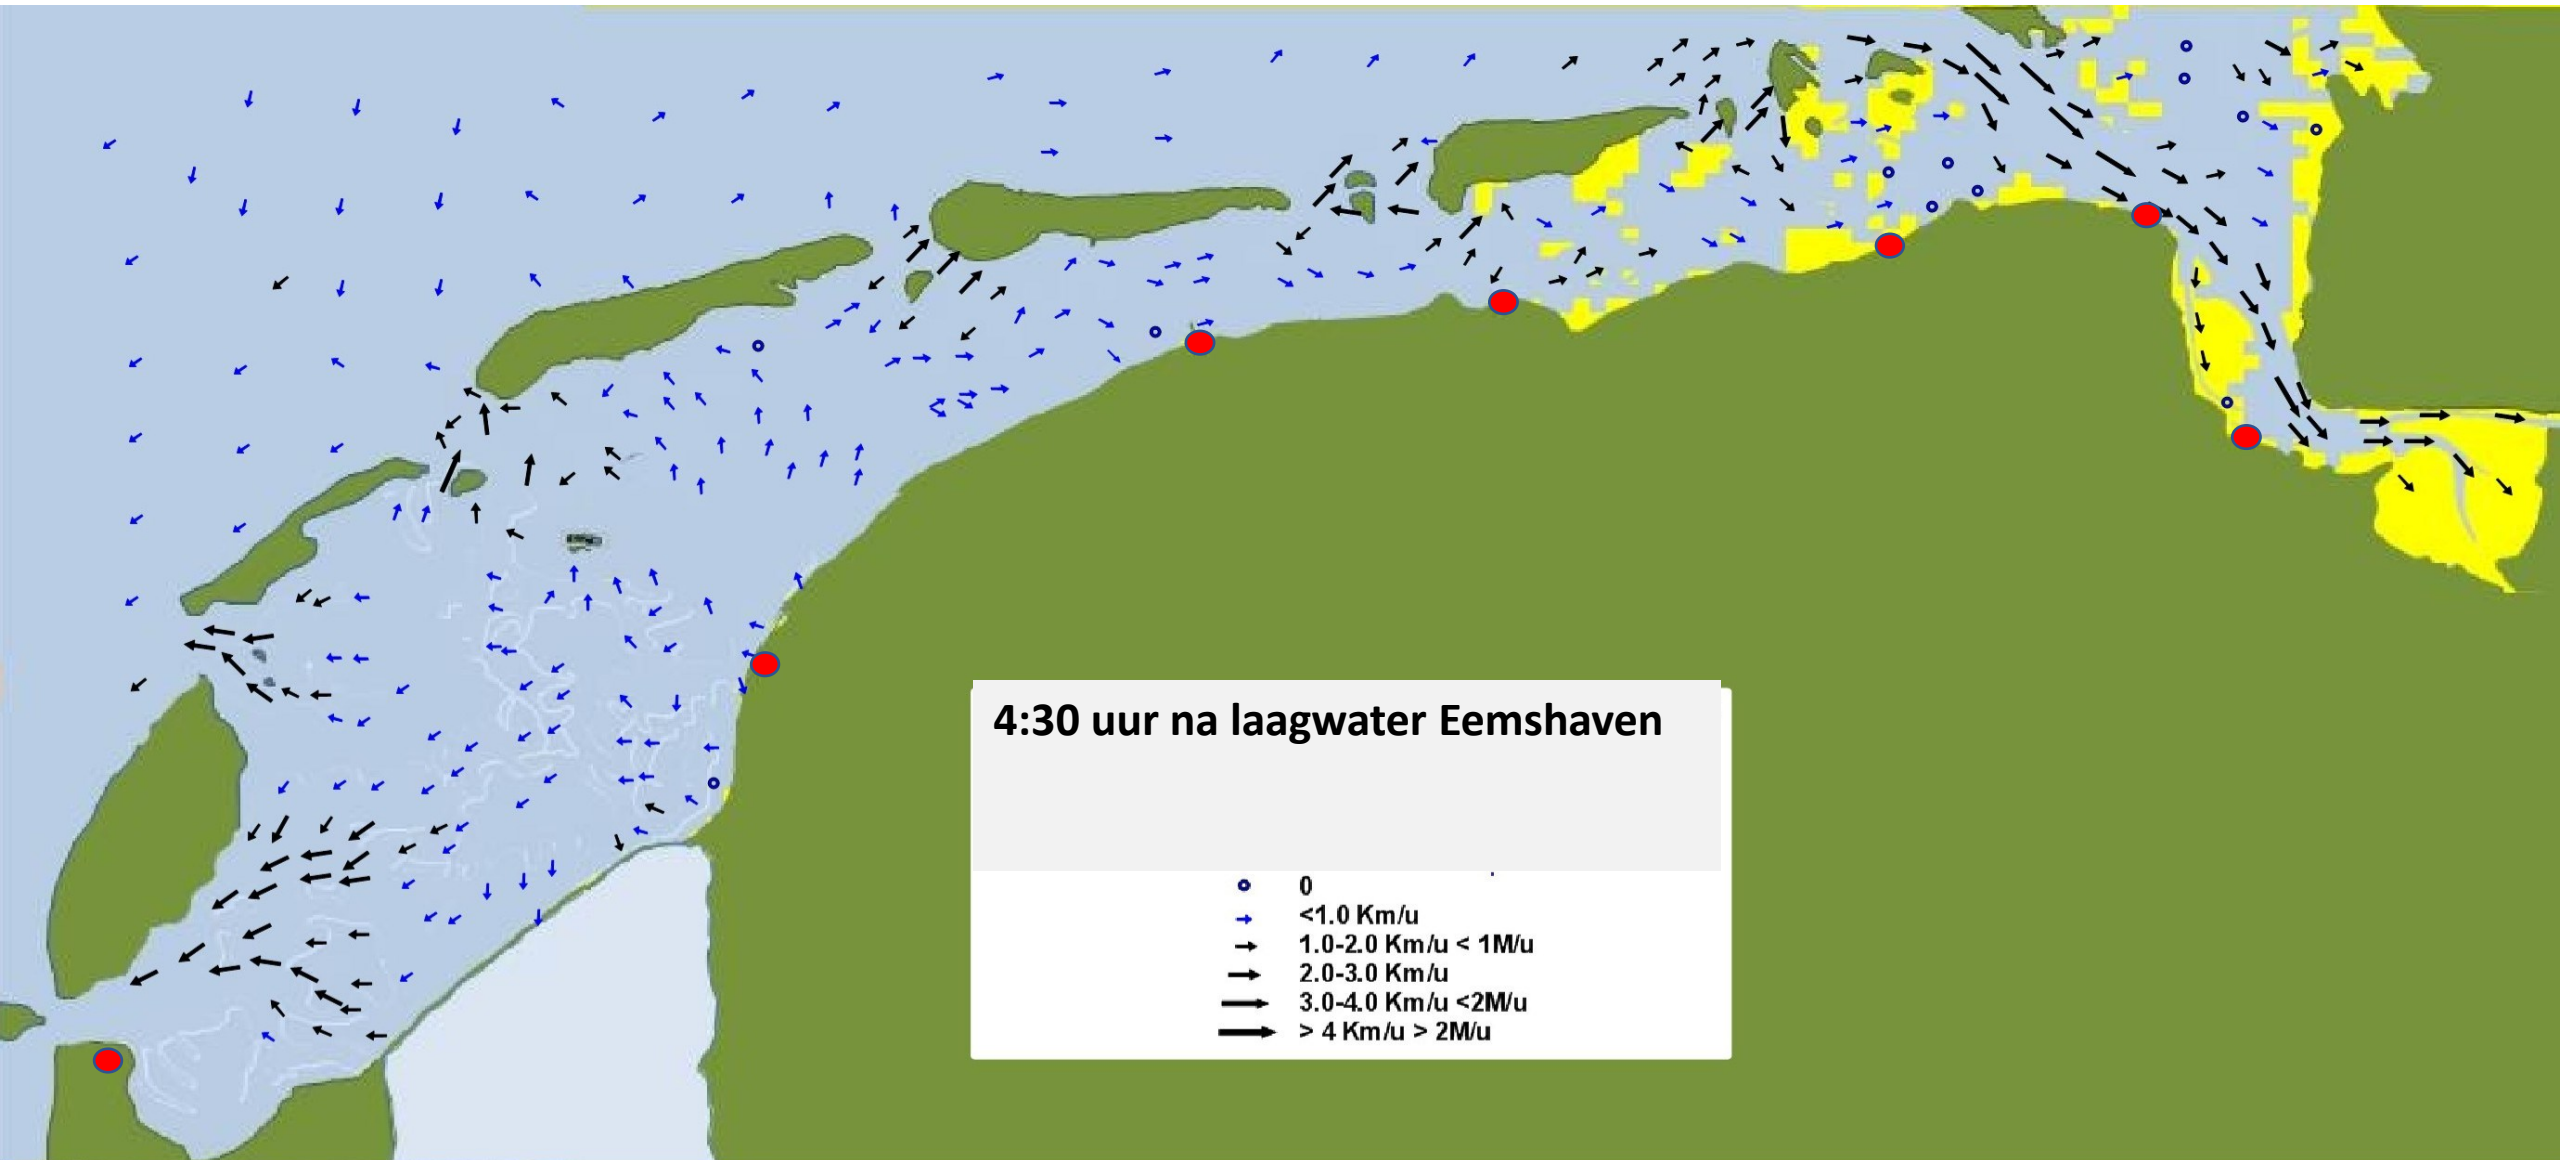 4:30 uur na laagwater Eemshaven
0
<1.0 Km/u
1.0-2.0 Km/u < 1M/u
2.0-3.0 Km/u
3.0-4.0 Km/u <2M/u
> 4 Km/u > 2M/u